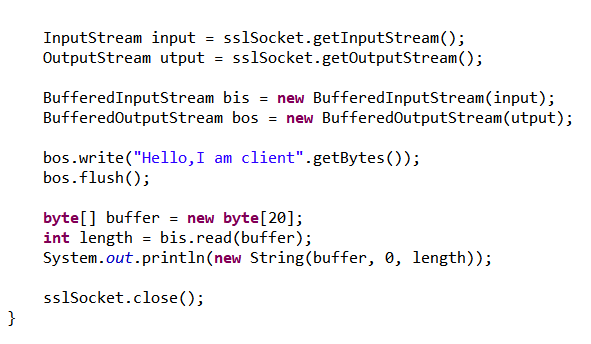 InputStream input = sslSocket.getInputStream();
OutputStream utput = sslSocket.getOutputStream();
BufferedInputStream bis = new BufferedInputStream(input);
BufferedOutputStream bos = new BufferedOutputStream(utput);
bos.write("Hello,I am client".getBytes());
bos.flush();
byte[] buffer = new byte[20];
int length = bis.read(buffer);
System.out.println(new String(buffer, 0, length));
sslSocket.close();
}